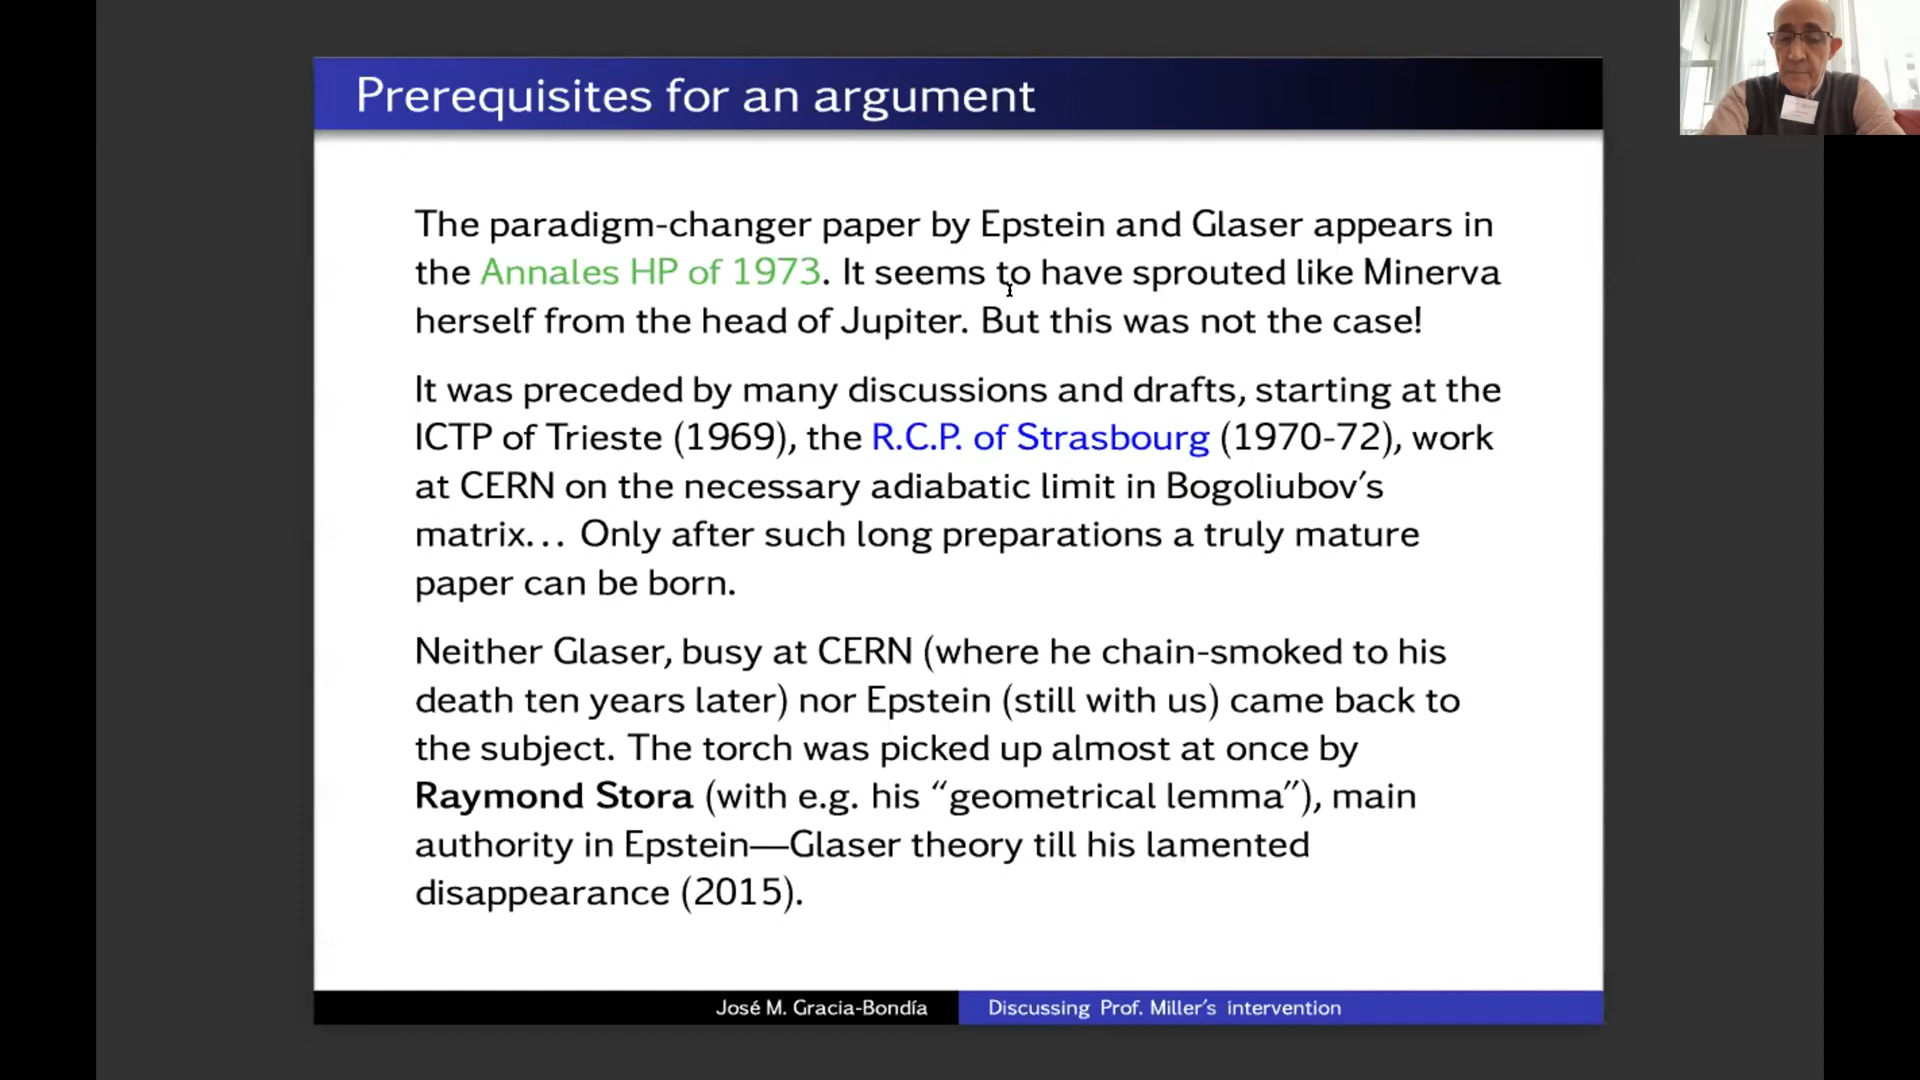 Prerequisites for an argument
The paradigm-changer paper by Epstein and Glaser appears in
the Annales HP of 1973. It seems to have sprouted like Minerva
herself from the head of Jupiter. But this was not the case!
It was preceded by many discussions and drafts, starting at the
ICTP of Trieste (1969), the R.C.P. of Strasbourg (1970-72), work
at CERN on the necessary adiabatic limit in Bogoliubov's
matrix... Only after such long preparations a truly mature
paper can be born.
Neither Glaser, busy at CERN (where he chain-smoked to his
death ten years later) nor Epstein (still with us) came back to
the subject. The torch was picked up almost at once by
Raymond Stora (with e.g. his “geometrical lemma”), main
authority in Epstein—Glaser theory till his lamented
disappearance (2015).
José M. Gracia-Bondía
Discussing Prof. Miller's intervention